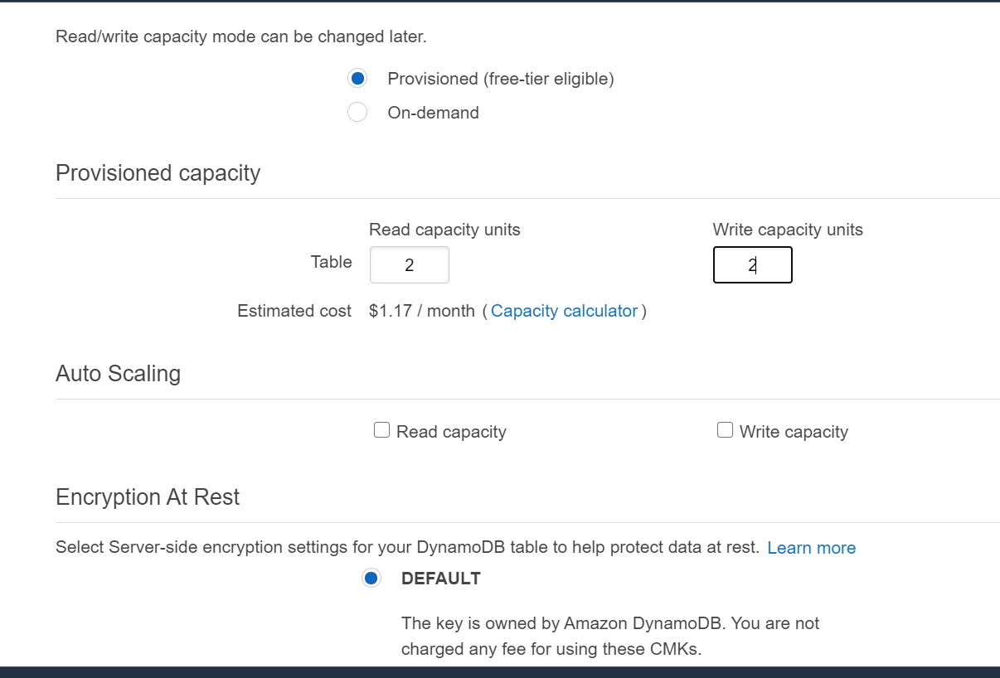 Read/write capacity mode can be changed later.
Provisioned (free-tier eligible)
On-demand
Provisioned capacity
Read capacity units
Write capacity units
Table
2
2
Estimated cost
$1.17 / month ( Capacity calculator )
Auto Scaling
Read capacity
Write capacity
Encryption At Rest
Select Server-side encryption settings for your DynamoDB table to help protect data at rest. Learn more
DEFAULT
The key is owned by Amazon DynamoDB. You are not
charged any fee for using these CMKs.